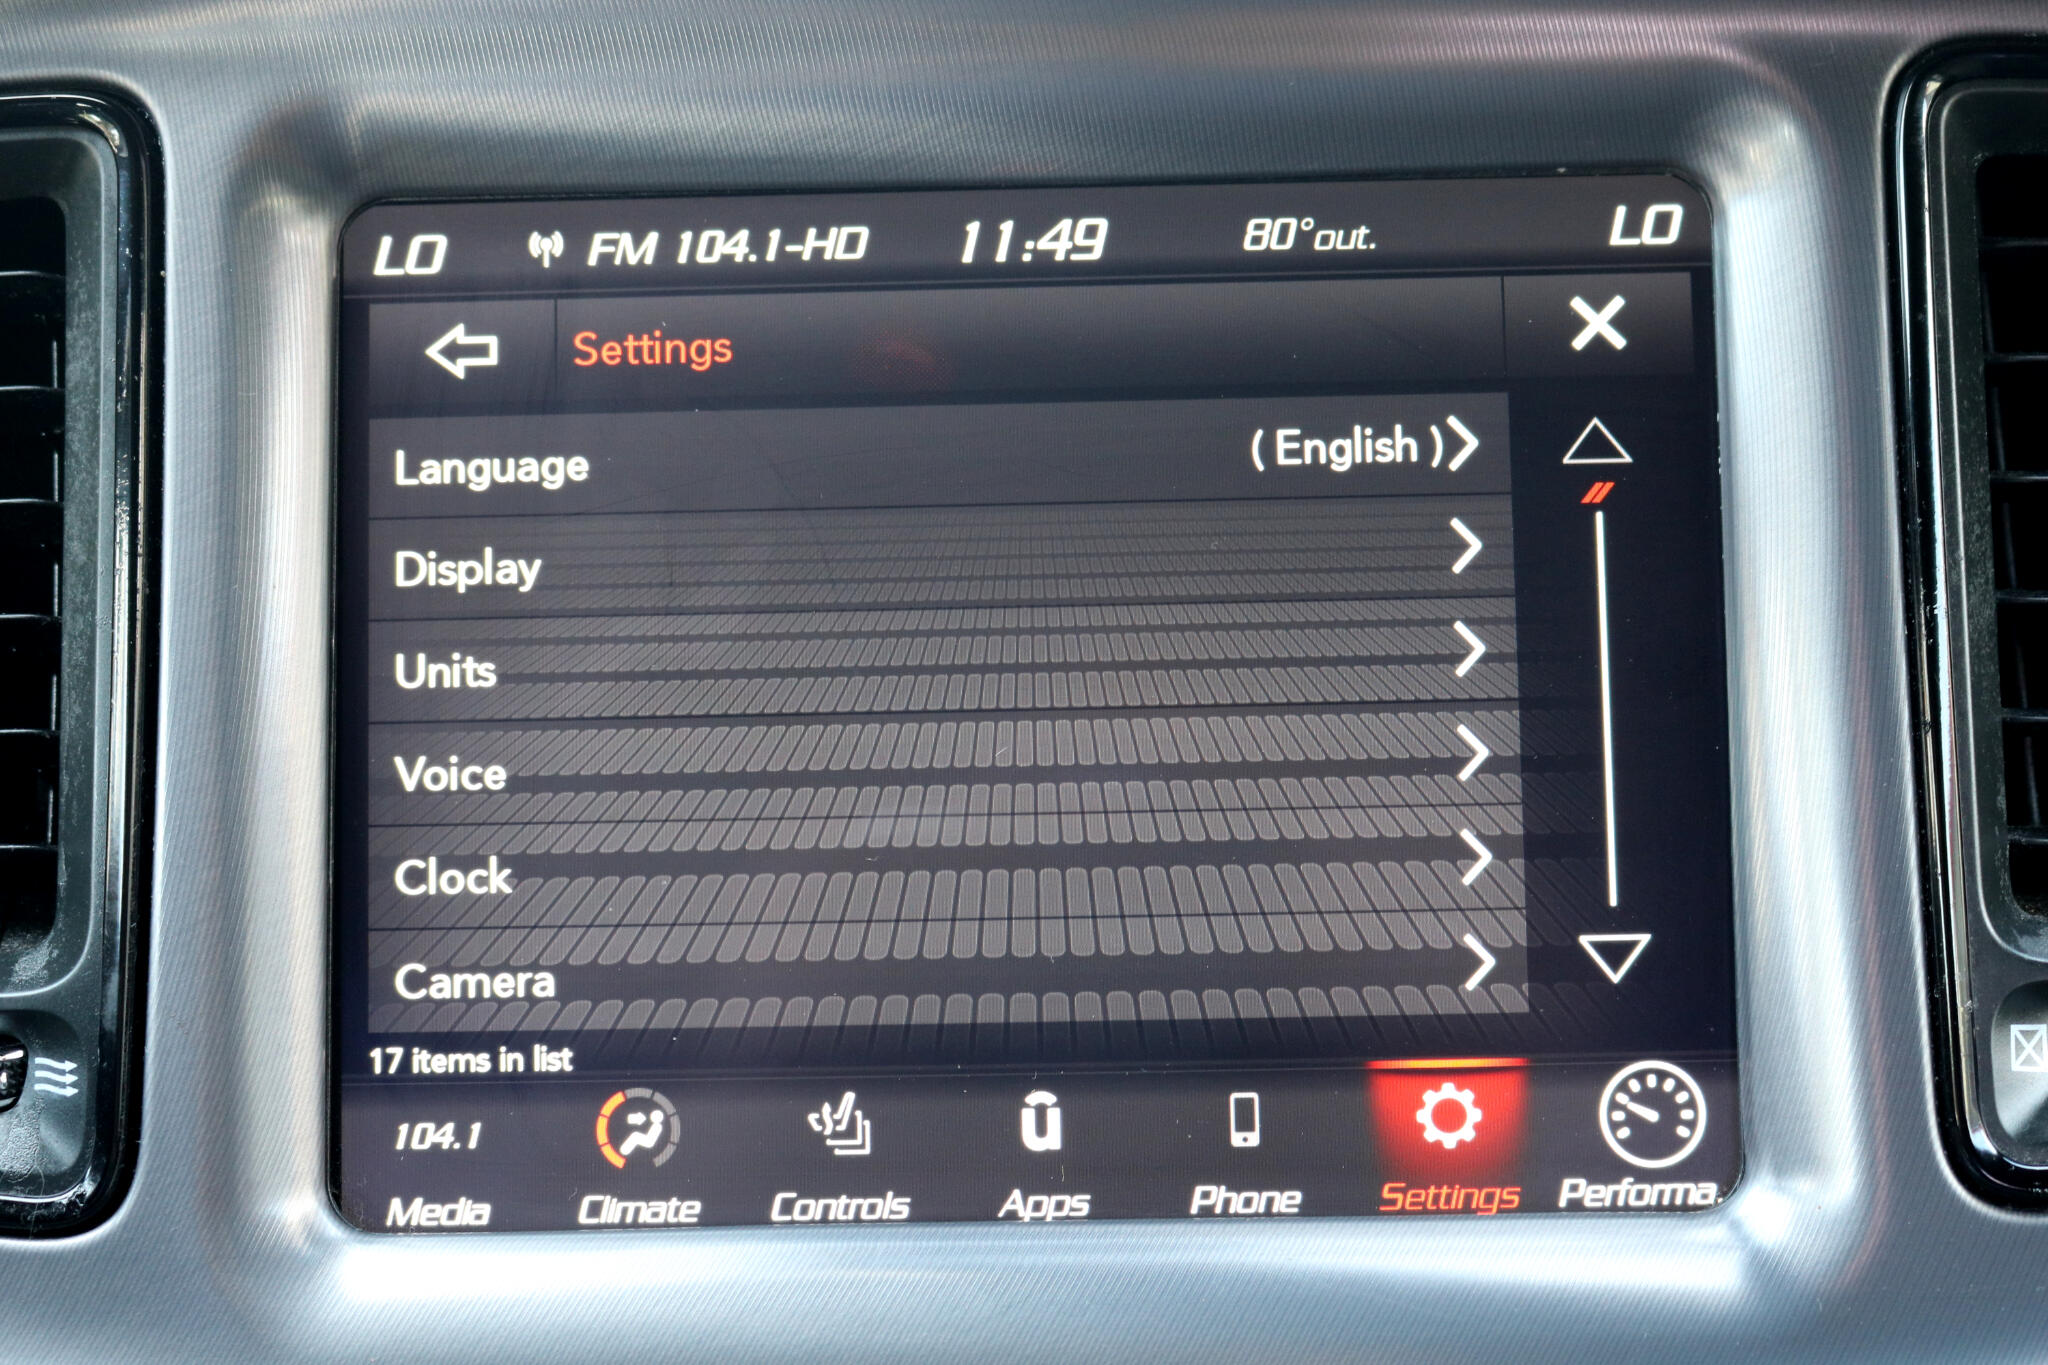 LO FM 104.1-HD 11:49 80° out. LO
Settings
Language ( English )
Display
Units
Voice
Clock
Camera
17 items in list
104.1
Media Climate Controls Apps Phone Settings Performa.